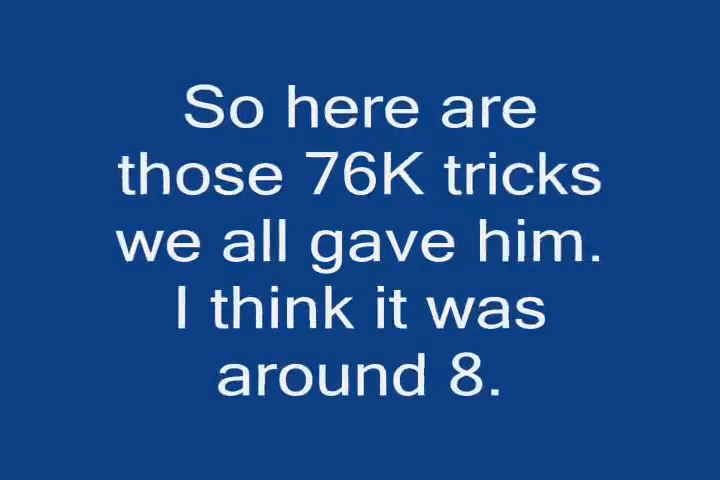 So here are
those 76K tricks
we all gave him.
I think it was
around 8.